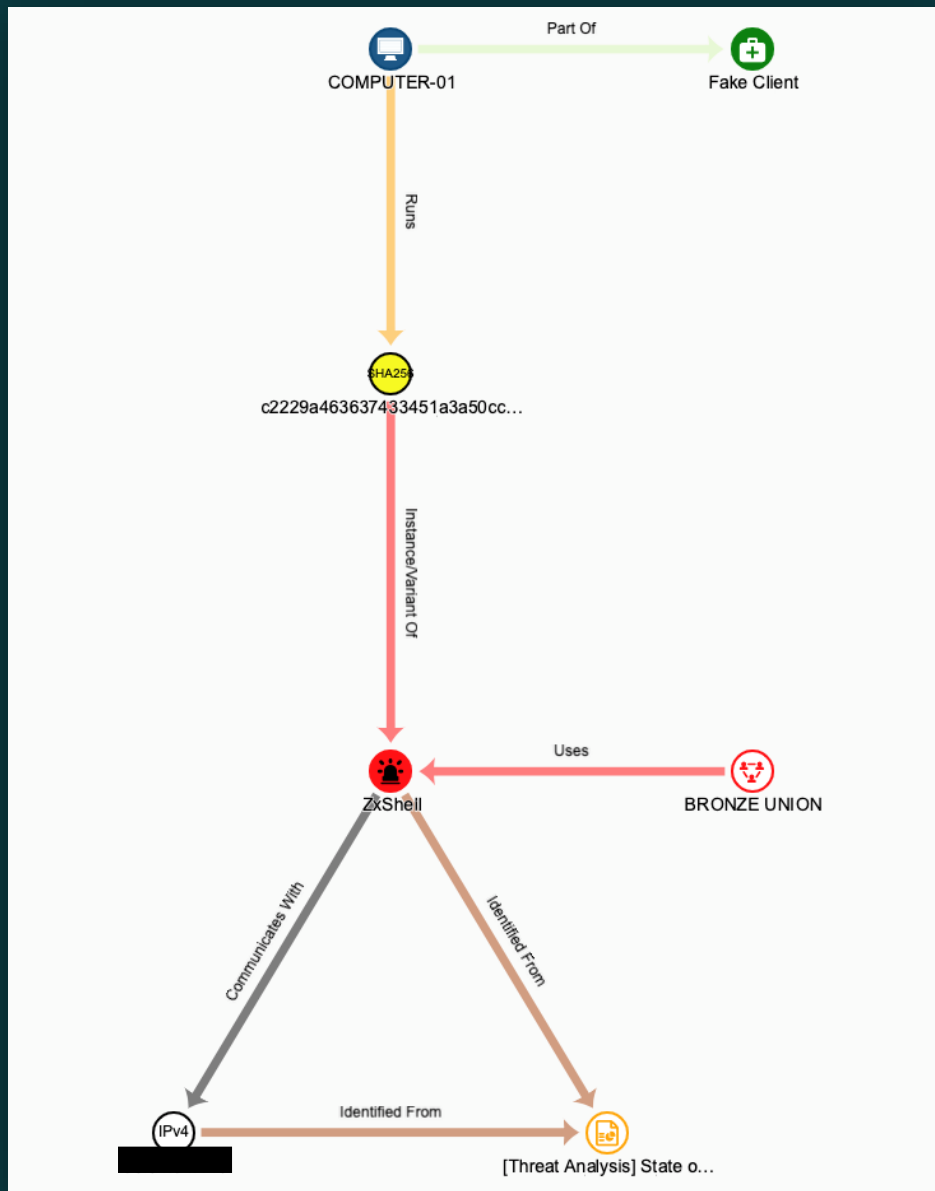 Part Of
COMPUTER-01
Fake Client
Runs
SHA256
c2229a463637433451a3a50cc...
Instance/Variant Of
Uses
ZxShell
BRONZE UNION
Communicates With
Identified From
Identified From
IPv4
[Threat Analysis] State o...